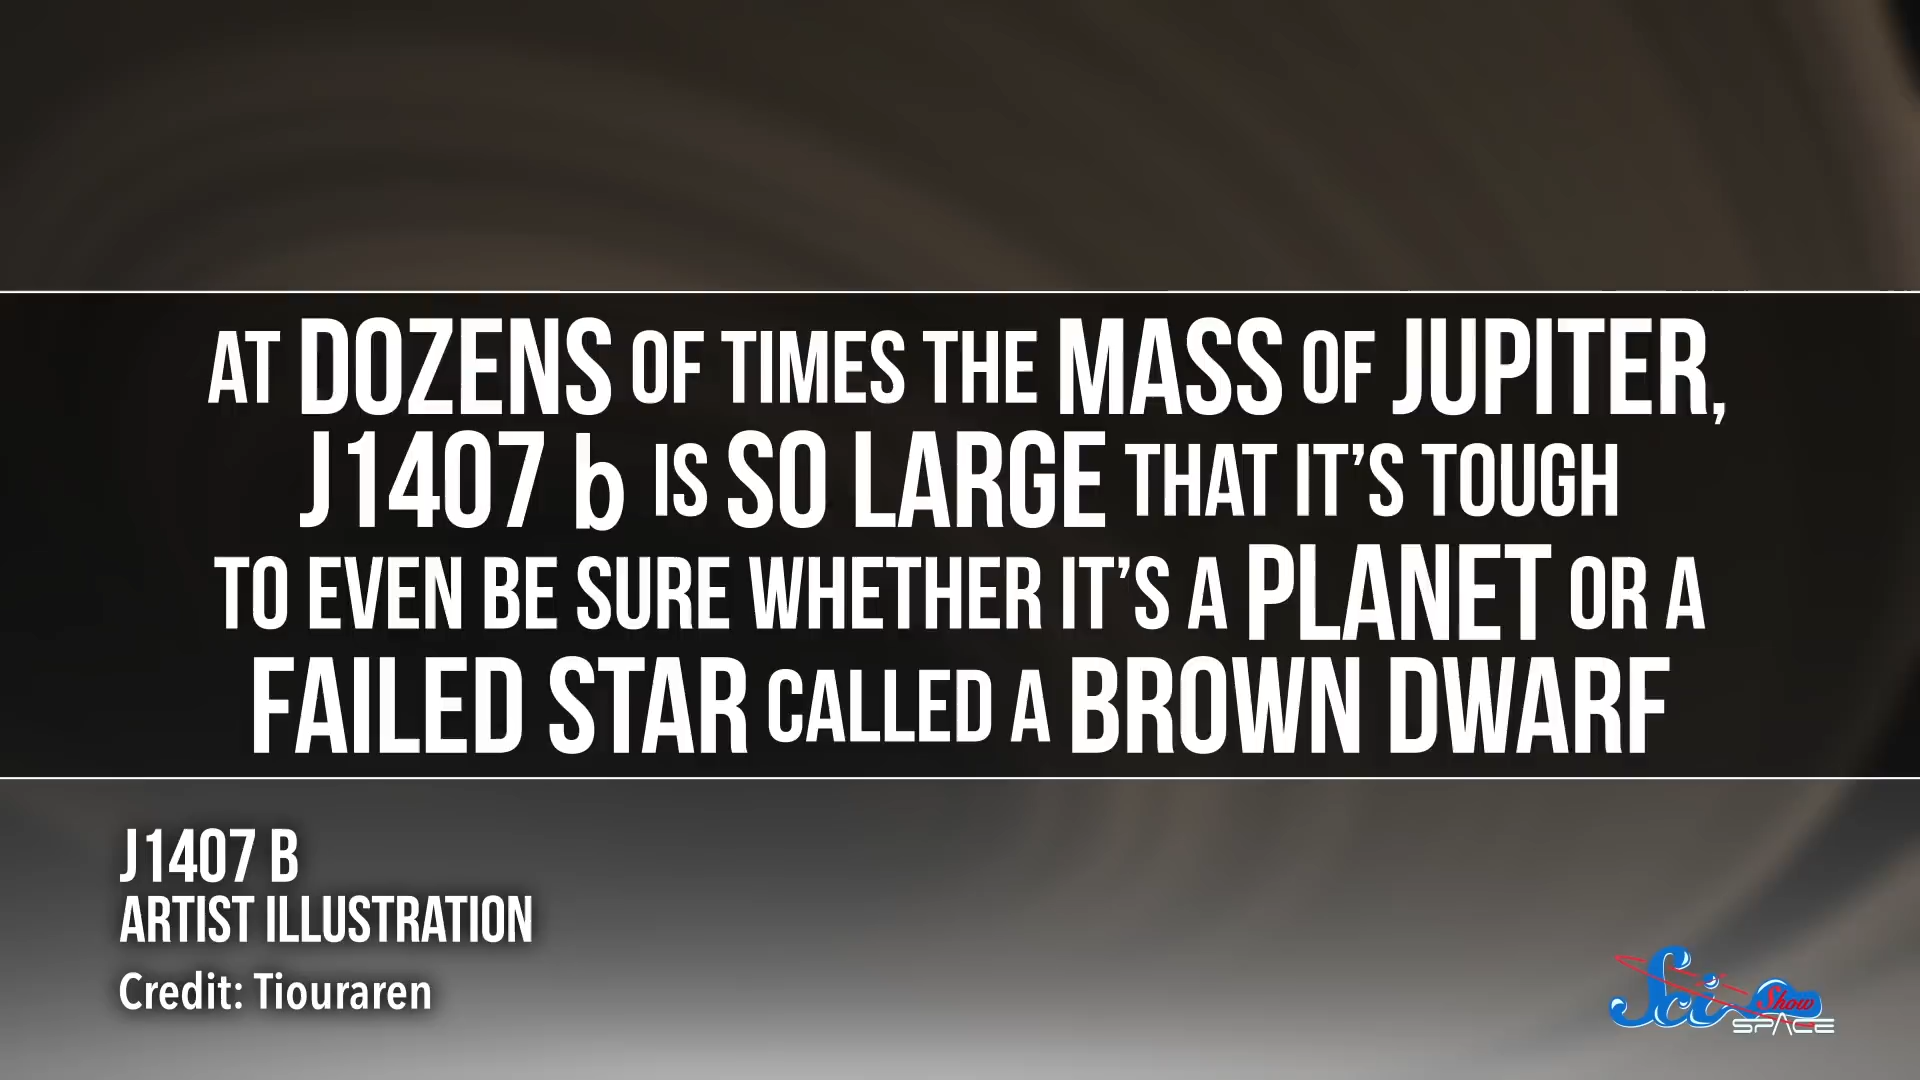 AT DOZENS OF TIMES THE MASS OF JUPITER,
J1407 b IS SO LARGE THAT IT’S TOUGH
TO EVEN BE SURE WHETHER IT’S A PLANET OR A
FAILED STAR CALLED A BROWN DWARF
J1407 B
ARTIST ILLUSTRATION
Credit: Tiouraren
Sci Show
SPACE